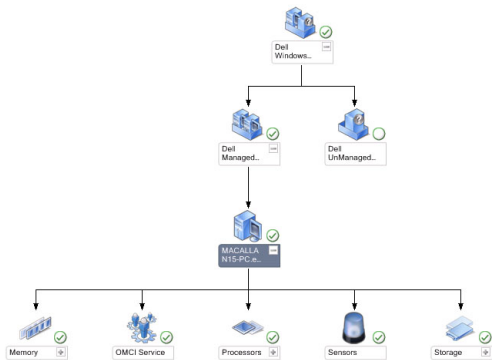 Dell
Windows..
Dell
Managed..
Dell
UnManaged..
MACALLA
N15-PC.e..
Memory
OMCI Service
Processors
Sensors
Storage